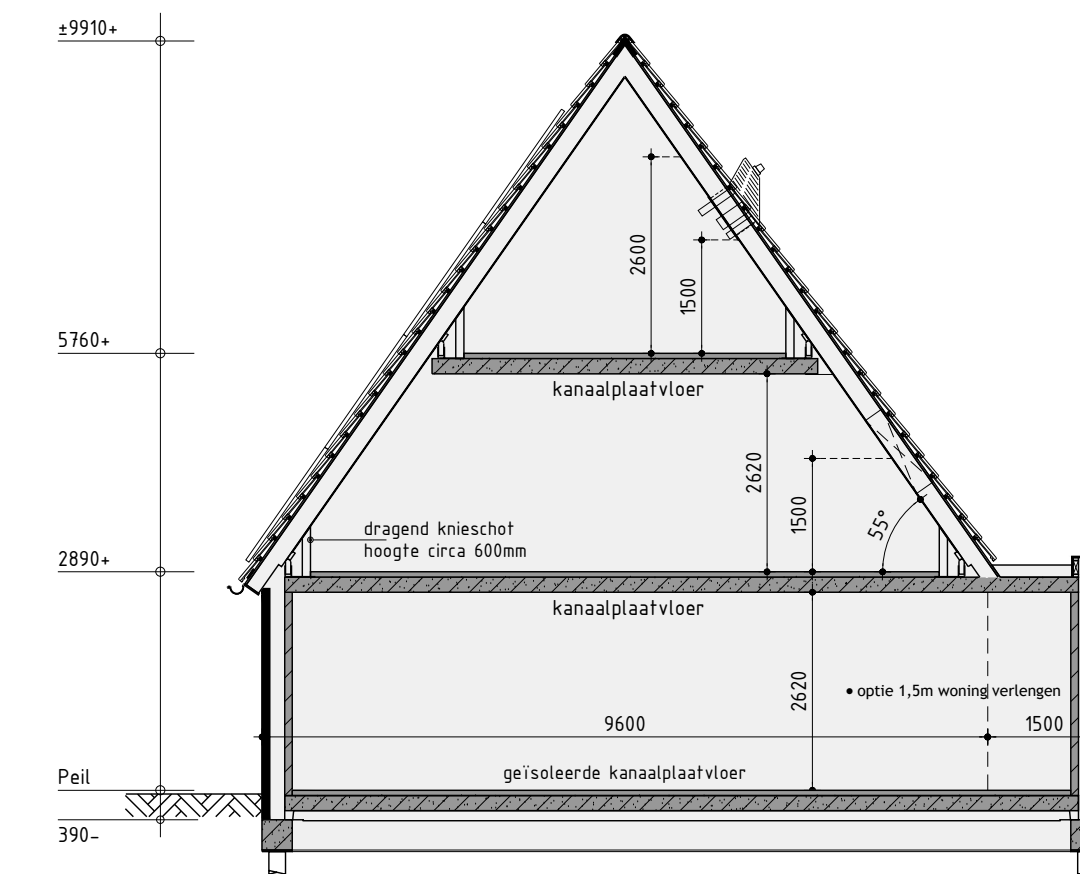 ±9910+
2600
1500
5760+
kanaalplaatvloer
2620
1500
55°
dragend knieschot
hoogte circa 600mm
2890+
kanaalplaatvloer
2620
• optie 1,5m woning verlengen
9600
1500
geïsoleerde kanaalplaatvloer
Peil
390-